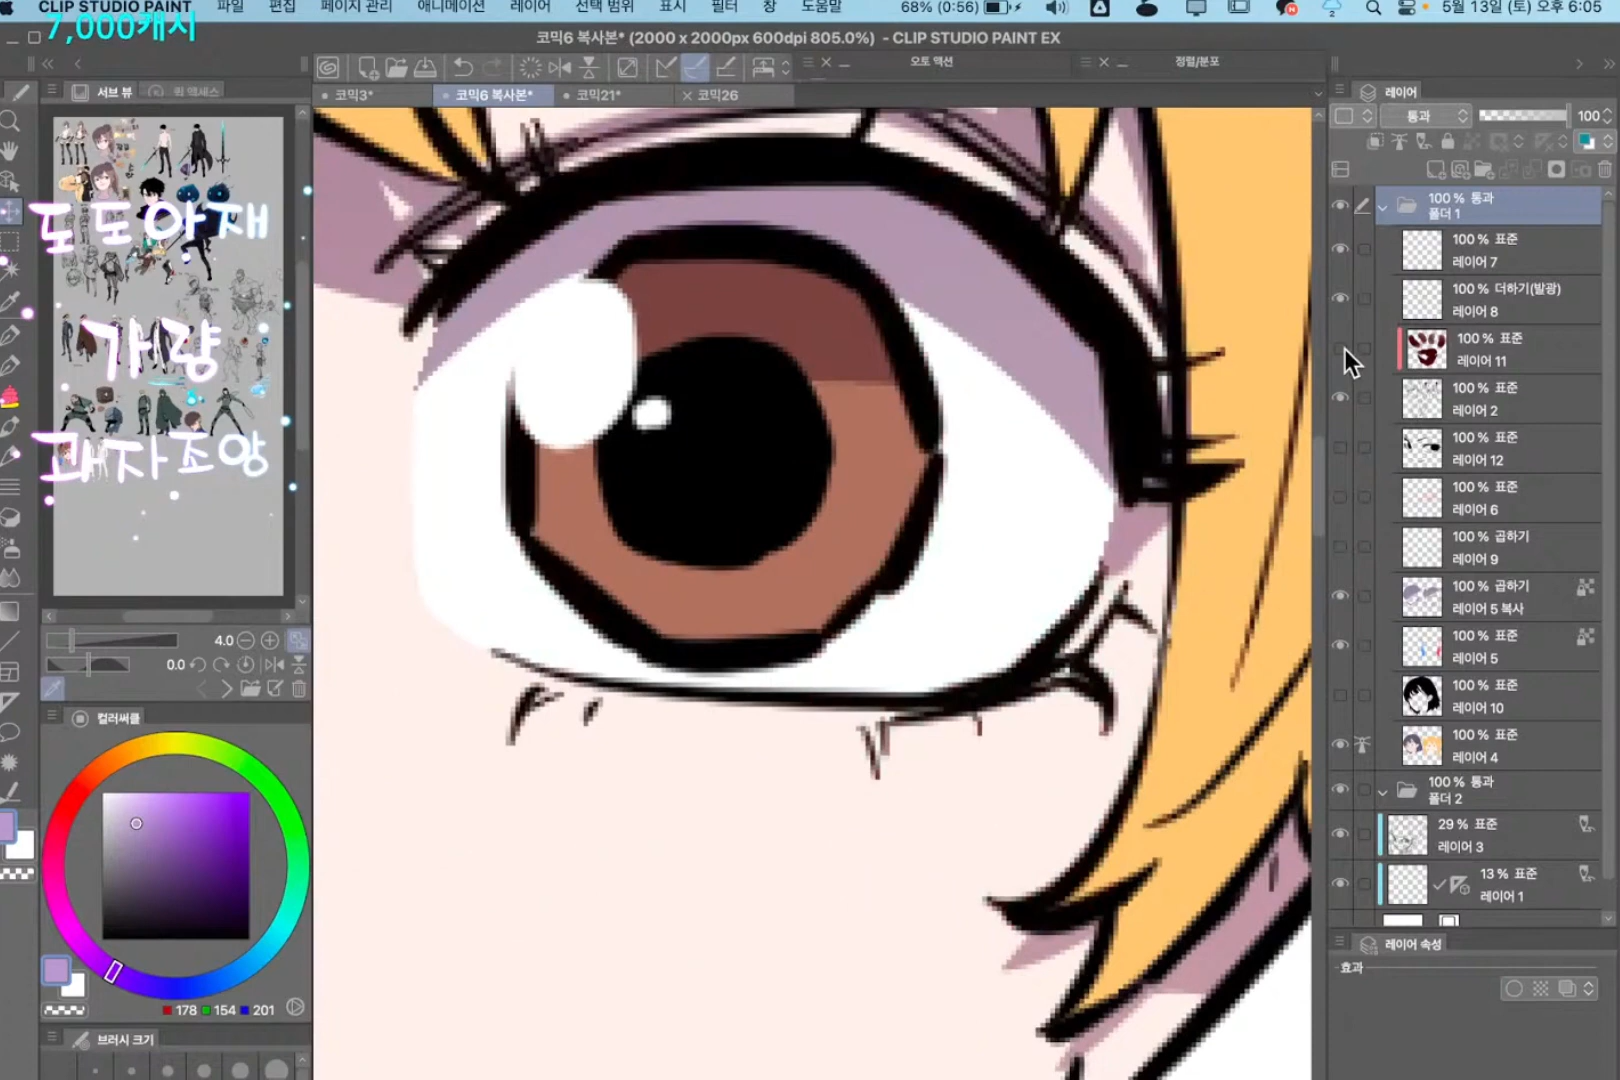 CLIP STUDIO PAINT 파일 편집 페이지 관리 애니메이션 레이어 선택 범위 표시 필터 창 도움말 68% (0:56) 5월 13일 (토) 오후 6:05
7,000캐시
코믹6 복사본* (2000 x 2000px 600dpi 805.0%) - CLIP STUDIO PAINT EX
오토 액션 정렬/분포
서브 뷰 퀵 액세스 코믹3* 코믹6 복사본* 코믹21* 코믹26 레이어
통과 100
도도아재
가량
과자조앙
100 % 통과
폴더 1
100 % 표준
레이어 7
100 % 더하기(발광)
레이어 8
100 % 표준
레이어 11
100 % 표준
레이어 2
100 % 표준
레이어 12
100 % 표준
레이어 6
100 % 곱하기
레이어 9
100 % 곱하기
레이어 5 복사
100 % 표준
레이어 5
100 % 표준
레이어 10
100 % 표준
레이어 4
100 % 통과
폴더 2
29 % 표준
레이어 3
13 % 표준
레이어 1
4.0
0.0
컬러써클
178 154 201
브러시 크기
레이어 속성
효과